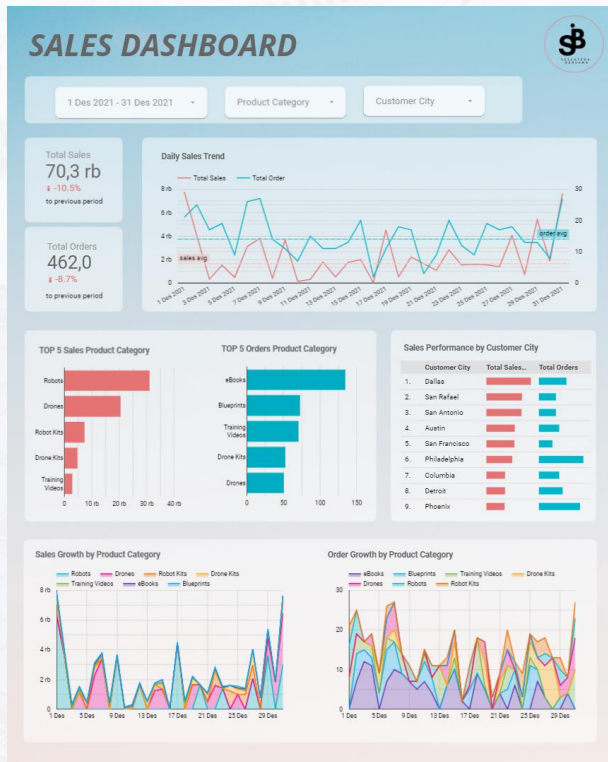 SALES DASHBOARD
SIB
1 Des 2021 - 31 Des 2021
Product Category
Customer City
Total Sales
70,3 rb
-10.5%
to previous period
Total Orders
462,0
-8.7%
to previous period
Daily Sales Trend
Total Sales
Total Order
8 rb
6 rb
4 rb
2 rb
0
30
20
10
0
sales avg
order avg
1 Des 2021
3 Des 2021
5 Des 2021
7 Des 2021
9 Des 2021
11 Des 2021
13 Des 2021
15 Des 2021
17 Des 2021
19 Des 2021
21 Des 2021
23 Des 2021
25 Des 2021
27 Des 2021
29 Des 2021
31 Des 2021
TOP 5 Sales Product Category
Robots
Drones
Robot Kits
Drone Kits
Training
Videos
0 10 rb 20 rb 30 rb 40 rb
TOP 5 Orders Product Category
eBooks
Blueprints
Training
Videos
Drone Kits
Drones
0 50 100 150
Sales Performance by Customer City
Customer City Total Sales... Total Orders
1. Dallas
2. San Rafael
3. San Antonio
4. Austin
5. San Francisco
6. Philadelphia
7. Columbia
8. Detroit
9. Phoenix
Sales Growth by Product Category
Robots Drones Robot Kits Drone Kits
Training Videos eBooks Blueprints
8 rb
6 rb
4 rb
2 rb
0
1 Des 5 Des 9 Des 13 Des 17 Des 21 Des 25 Des 29 Des
Order Growth by Product Category
eBooks Blueprints Training Videos Drone Kits
Drones Robots Robot Kits
30
20
10
0
1 Des 5 Des 9 Des 13 Des 17 Des 21 Des 25 Des 29 Des